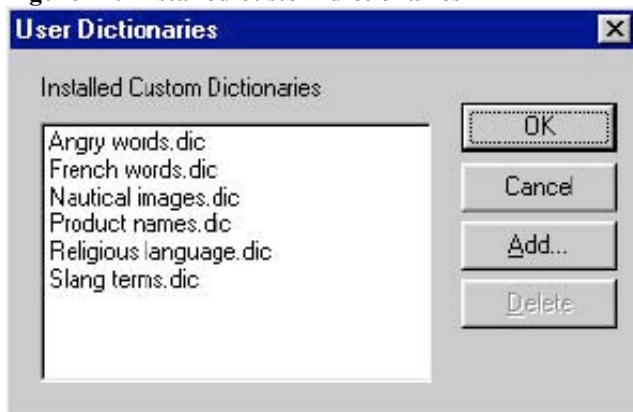 User Dictionaries
Installed Custom Dictionaries
Angry words.dic
French words.dic
Nautical images.dic
Product names.dic
Religious language.dic
Slang terms.dic
OK
Cancel
Add...
Delete